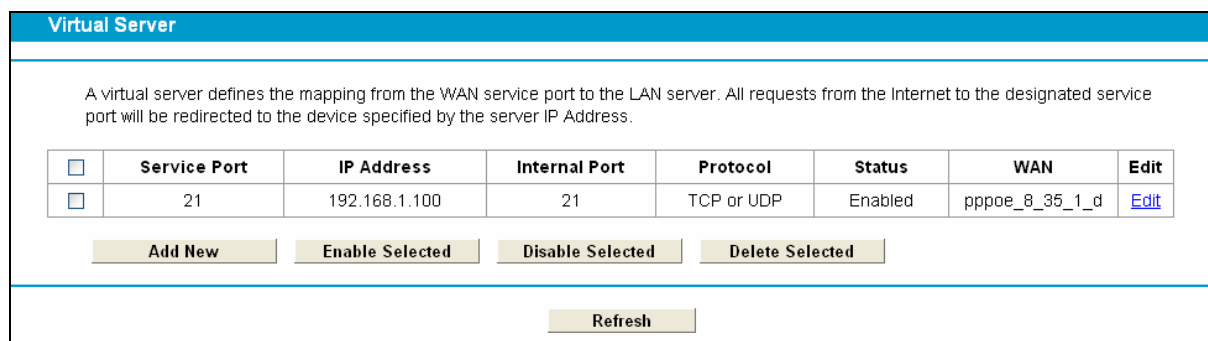 Virtual Server
A virtual server defines the mapping from the WAN service port to the LAN server. All requests from the Internet to the designated service
port will be redirected to the device specified by the server IP Address.
Service Port IP Address Internal Port Protocol Status WAN Edit
21 192.168.1.100 21 TCP or UDP Enabled pppoe_8_35_1_d Edit
Add New Enable Selected Disable Selected Delete Selected
Refresh